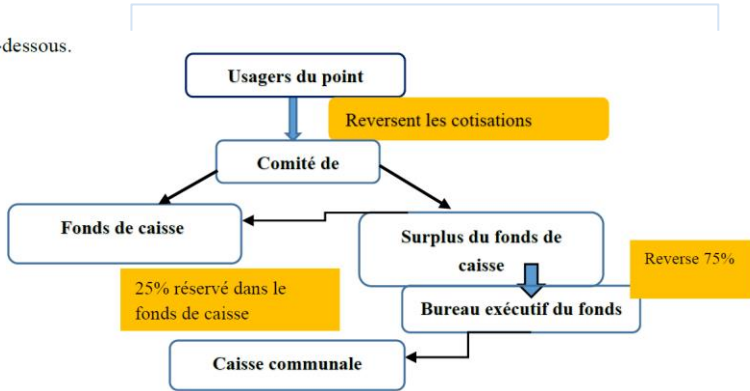 -dessous.
Usagers du point
Reversent les cotisations
Comité de
Fonds de caisse
Surplus du fonds de
caisse
Reverse 75%
25% réservé dans le
fonds de caisse
Bureau exécutif du fonds
Caisse communale